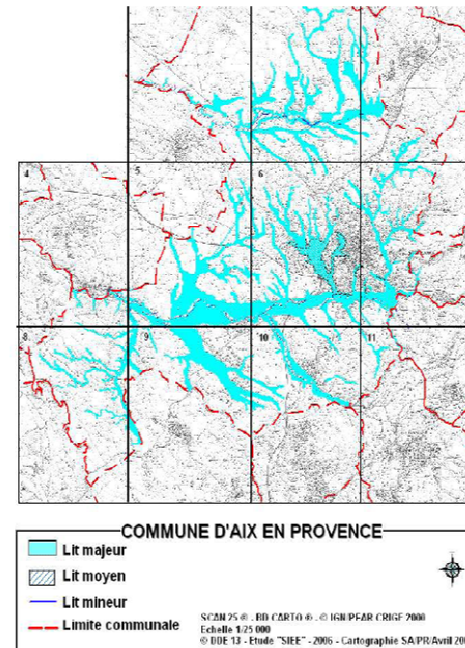 4
5
6
7
8
9
10
11
COMMUNE D'AIX EN PROVENCE
Lit majeur
Lit moyen
Lit mineur
Limite communale
SCAN 25 ® - BD CARTO ® - © IGN/PFAR CRIGE 2000
Echelle 1/25 000
© DDE 13 - Etude "SIEE" - 2006 - Cartographie SA/PR/Avril